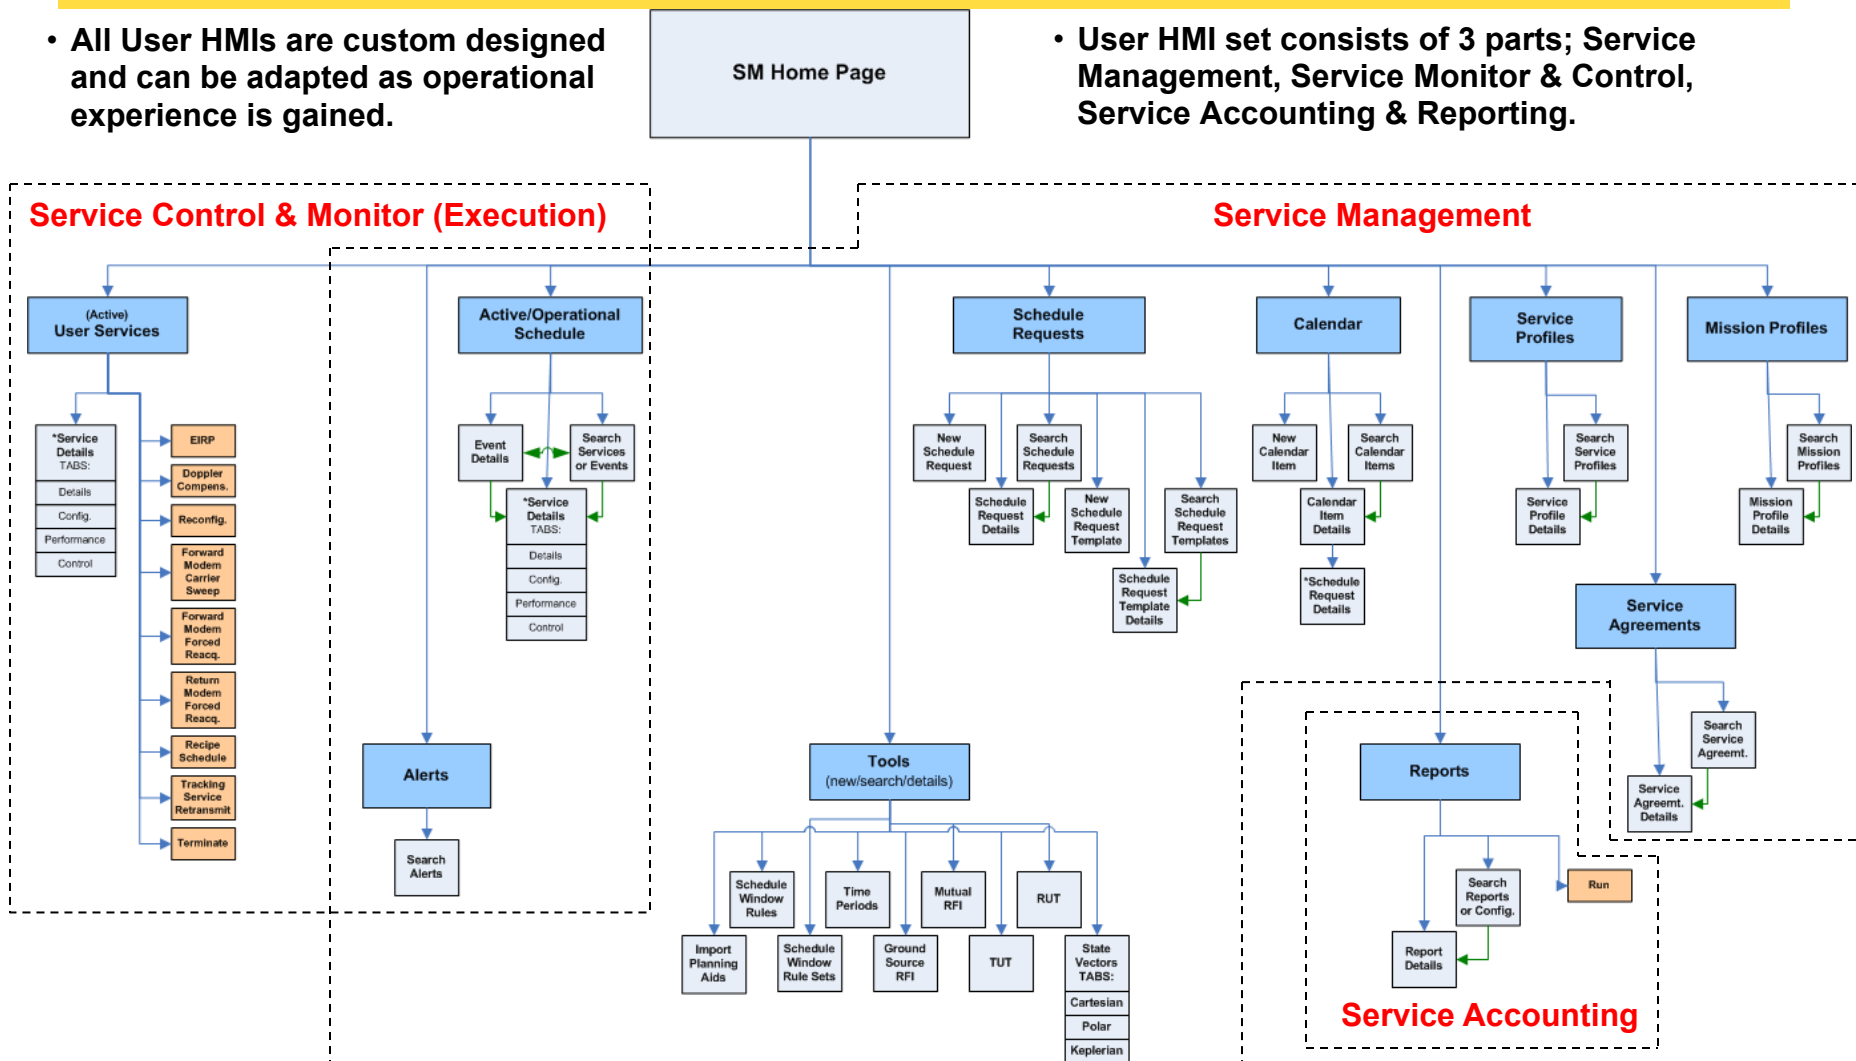 • All User HMIs are custom designed
and can be adapted as operational
experience is gained.
SM Home Page
• User HMI set consists of 3 parts; Service
Management, Service Monitor & Control,
Service Accounting & Reporting.
Service Control & Monitor (Execution)
Service Management
(Active)
User Services
Active/Operational
Schedule
Schedule
Requests
Calendar
Service
Profiles
Mission Profiles
*Service
Details
TABS:
Details
Config.
Performance
Control
EIRP
Doppler
Compens.
Reconfig.
Forward
Modem
Carrier
Sweep
Forward
Modem
Forced
Reacq.
Return
Modem
Forced
Reacq.
Recipe
Schedule
Tracking
Service
Retransmit
Terminate
Event
Details
Search
Services
or Events
*Service
Details
TABS:
Details
Config.
Performance
Control
New
Schedule
Request
Search
Schedule
Requests
Schedule
Request
Details
New
Schedule
Request
Template
Search
Schedule
Request
Templates
Schedule
Request
Template
Details
New
Calendar
Item
Search
Calendar
Items
Calendar
Item
Details
*Schedule
Request
Details
Search
Service
Profiles
Service
Profile
Details
Search
Mission
Profiles
Mission
Profile
Details
Service
Agreements
Search
Service
Agreemt.
Service
Agreemt.
Details
Alerts
Search
Alerts
Tools
(new/search/details)
Schedule
Window
Rules
Time
Periods
Mutual
RFI
RUT
Import
Planning
Aids
Schedule
Window
Rule Sets
Ground
Source
RFI
TUT
State
Vectors
TABS:
Cartesian
Polar
Keplerian
Reports
Search
Reports
or Config.
Run
Report
Details
Service Accounting